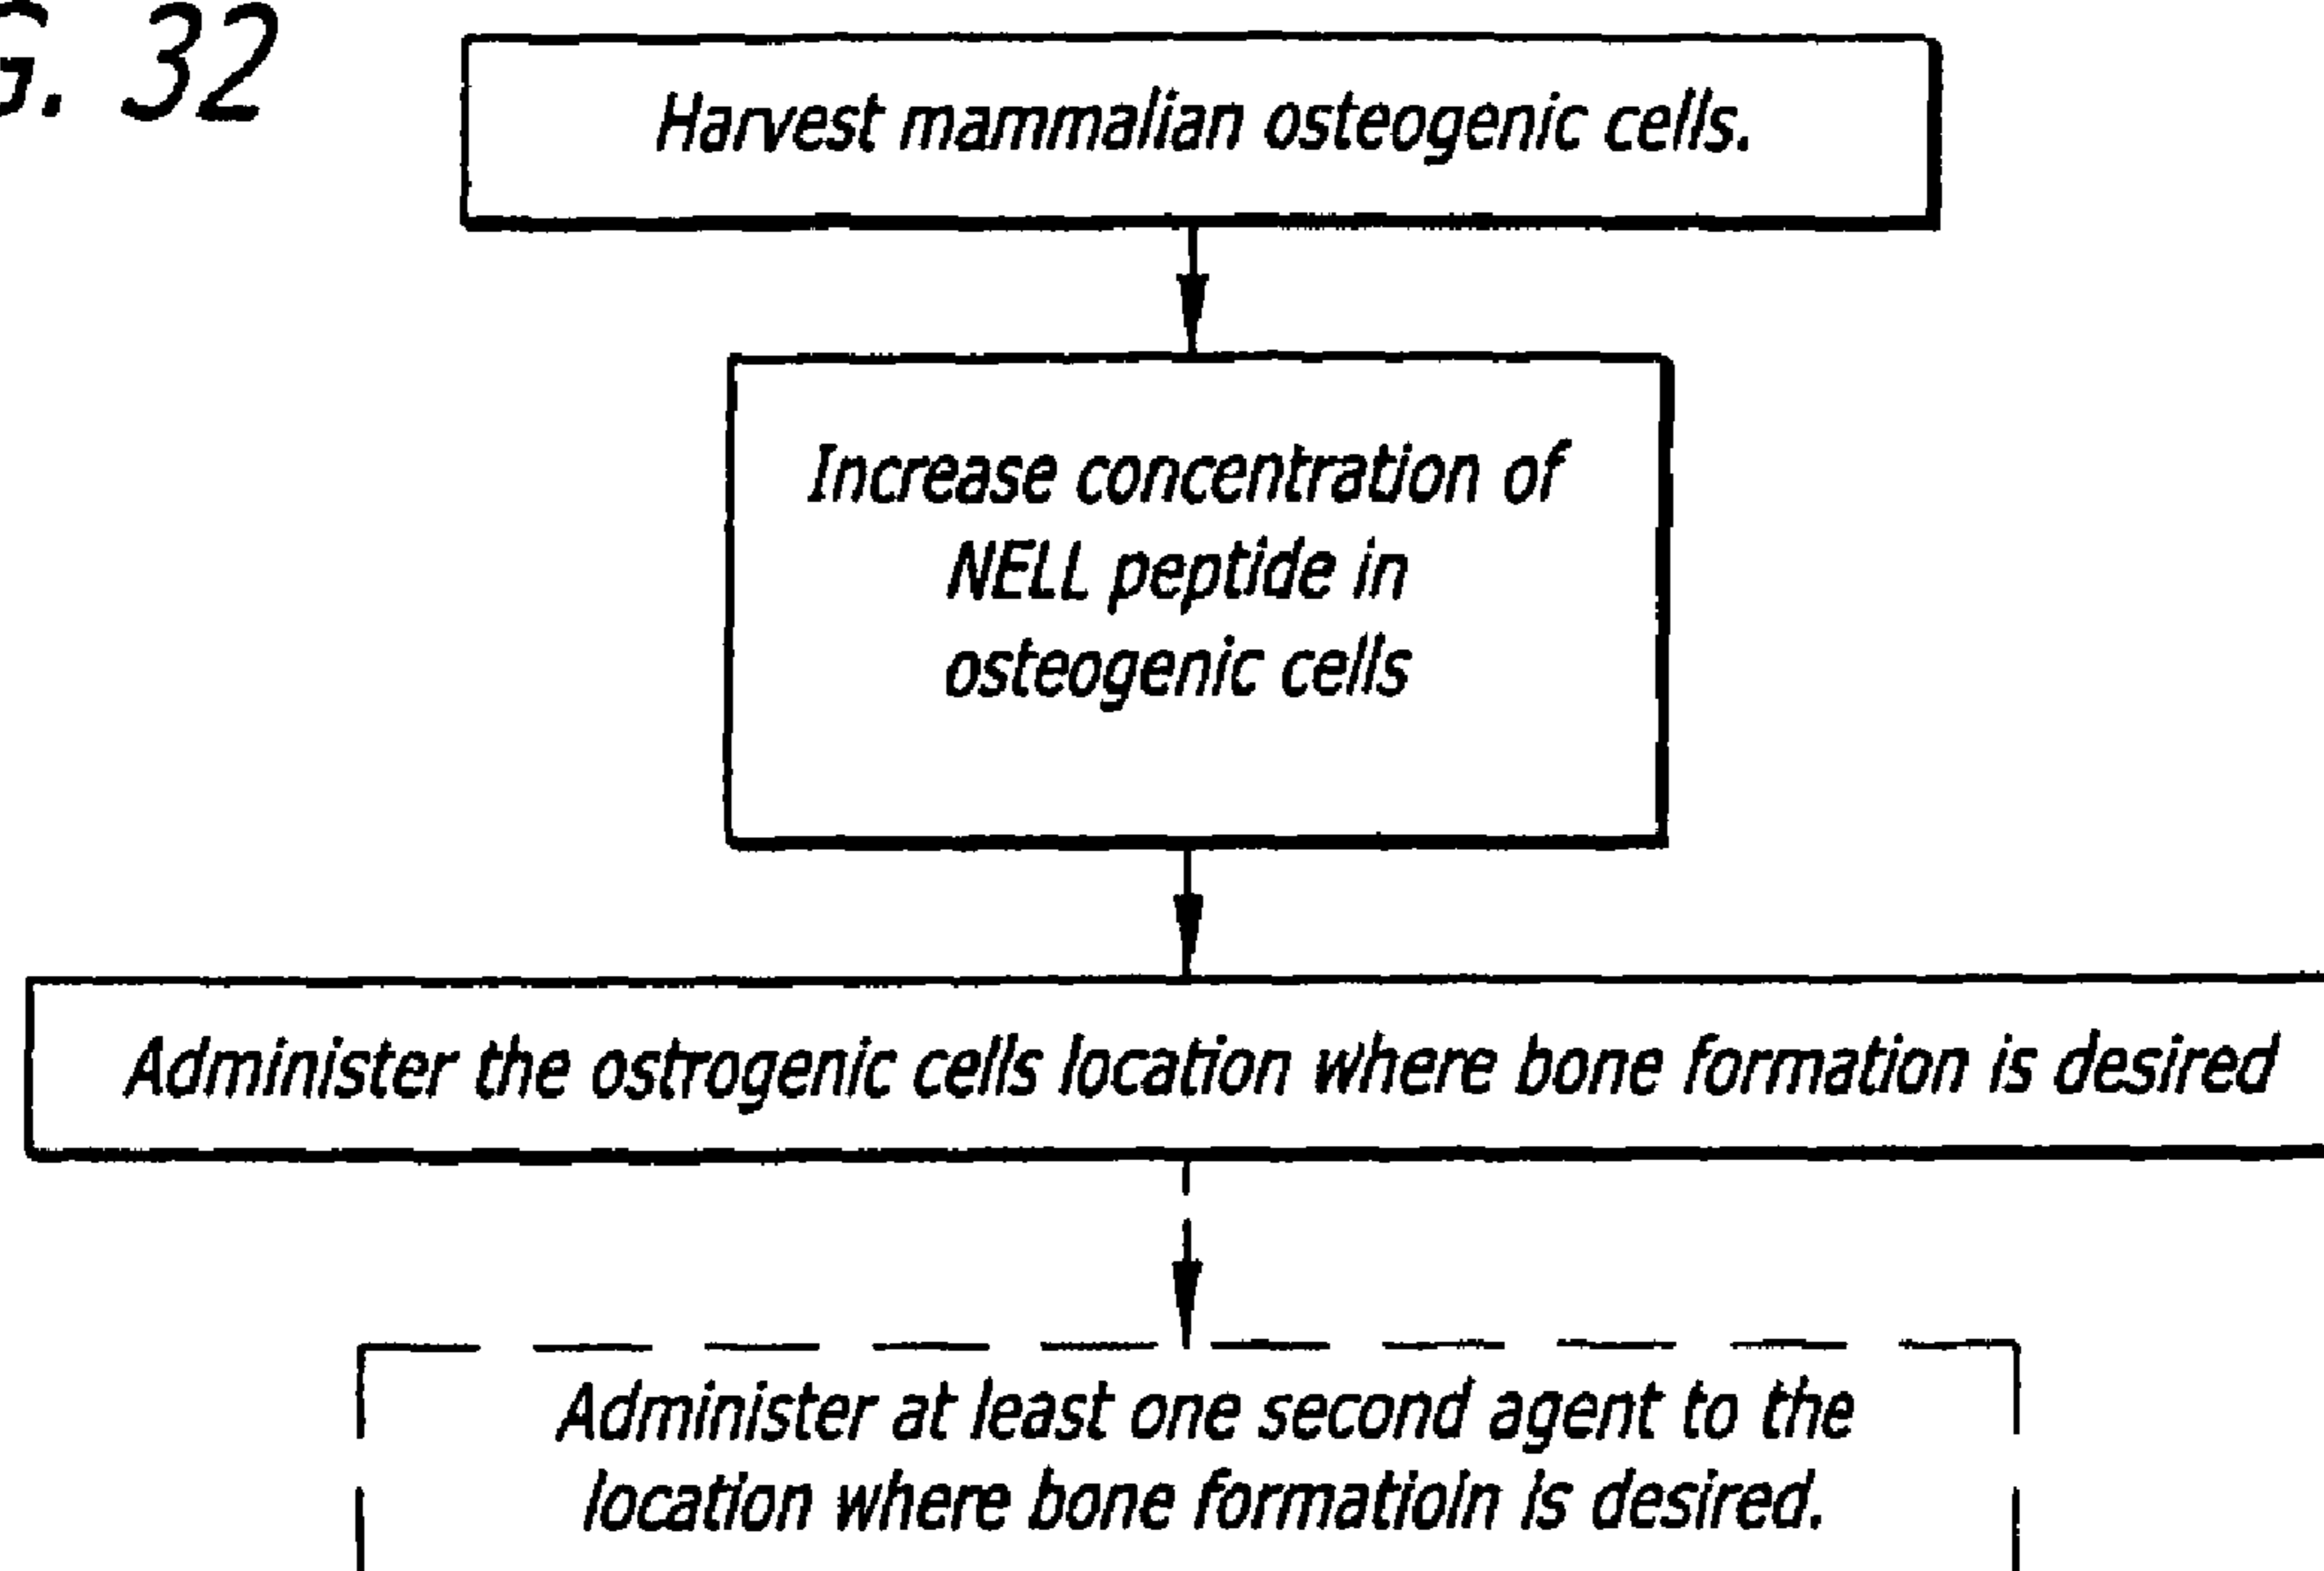 G. 32
Harvest mammalian osteogenic cells.
Increase concentration of
NELL peptide in
osteogenic cells
Administer the ostrogenic cells location where bone formation is desired
Administer at least one second agent to the
location where bone formatioin is desired.